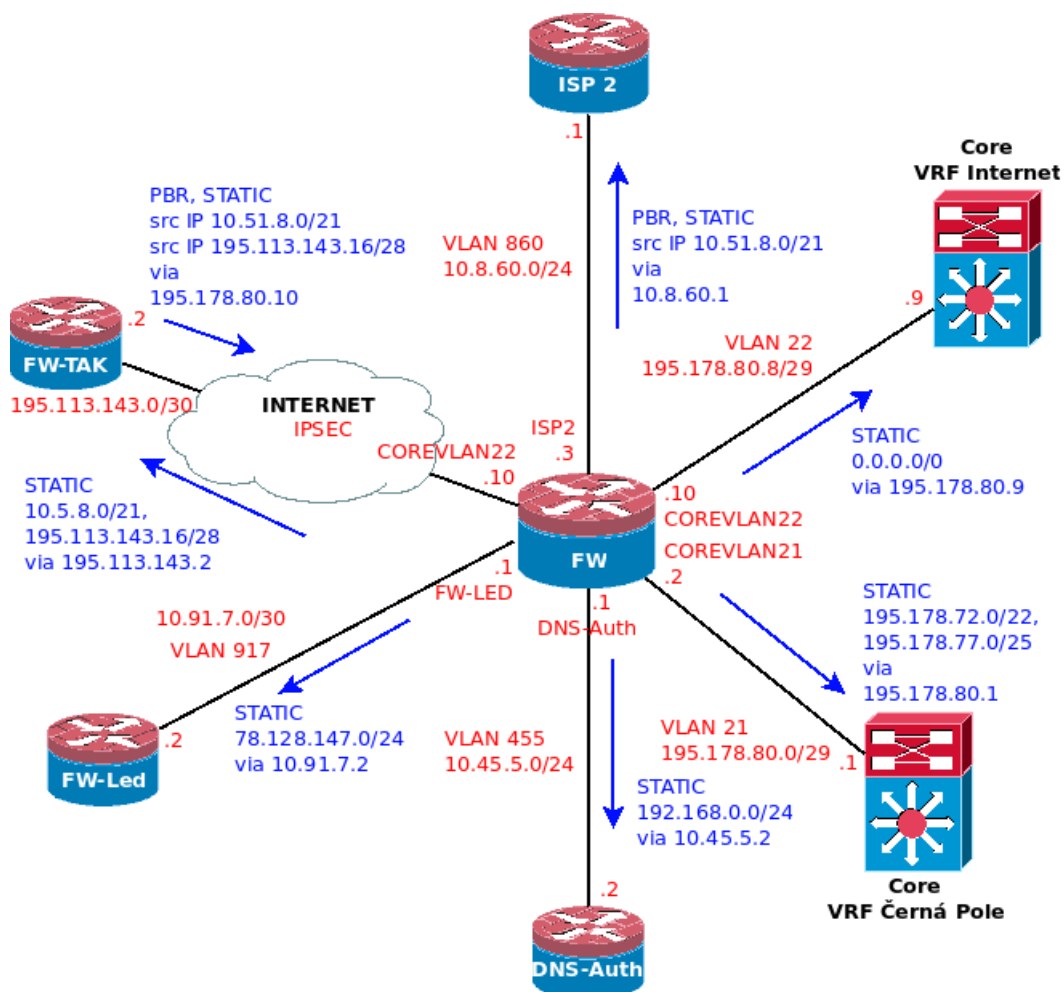 ISP 2
.1
Core
VRF Internet
PBR, STATIC
src IP 10.51.8.0/21
src IP 195.113.143.16/28
via
195.178.80.10
VLAN 860
10.8.60.0/24
PBR, STATIC
src IP 10.51.8.0/21
via
10.8.60.1
.9
.2
FW-TAK
195.113.143.0/30
VLAN 22
195.178.80.8/29
INTERNET
IPSEC
ISP2
.3
COREVLAN22
.10
STATIC
0.0.0.0/0
via 195.178.80.9
STATIC
10.5.8.0/21,
195.113.143.16/28
via 195.113.143.2
.10
COREVLAN22
FW
COREVLAN21
.2
.1
FW-LED
.1
DNS-Auth
10.91.7.0/30
VLAN 917
STATIC
195.178.72.0/22,
195.178.77.0/25
via
195.178.80.1
STATIC
78.128.147.0/24
via 10.91.7.2
.2
FW-Led
VLAN 455
10.45.5.0/24
VLAN 21
195.178.80.0/29
.1
STATIC
192.168.0.0/24
via 10.45.5.2
Core
VRF Černá Pole
.2
DNS-Auth